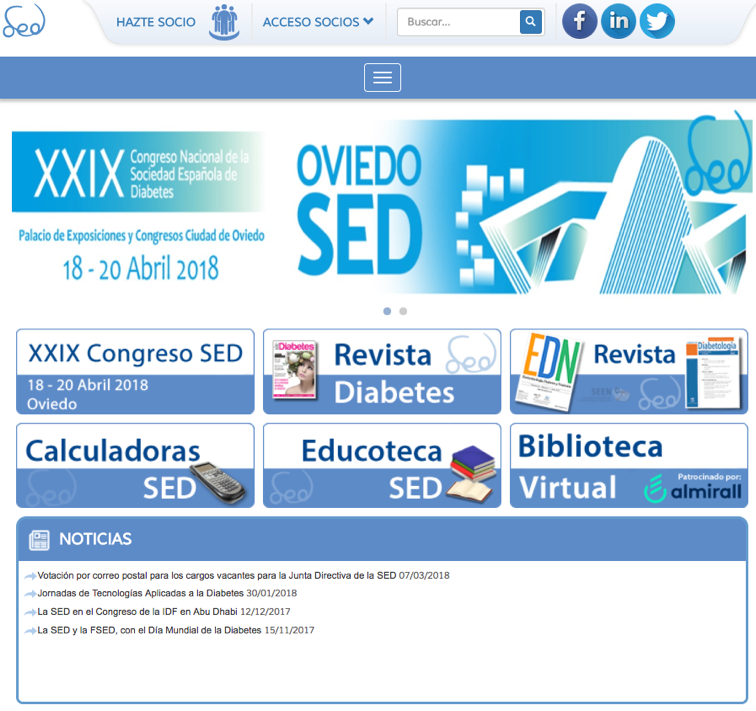 Sed
HAZTE SOCIO
ACCESO SOCIOS
Buscar...
XXIX
Congreso Nacional de la
Sociedad Española de
Diabetes
Palacio de Exposiciones y Congresos Ciudad de Oviedo
18 - 20 Abril 2018
OVIEDO
SED
Sed
XXIX Congreso SED
18 - 20 Abril 2018
Oviedo
Diabetes
Revista
Diabetes
EDN
Revista
SEEN
Diabetología
Calculadoras
SED
Educoteca
SED
Biblioteca
Virtual
Patrocinado por:
almirall
NOTICIAS
Votación por correo postal para los cargos vacantes para la Junta Directiva de la SED 07/03/2018
Jornadas de Tecnologías Aplicadas a la Diabetes 30/01/2018
La SED en el Congreso de la IDF en Abu Dhabi 12/12/2017
La SED y la FSED, con el Día Mundial de la Diabetes 15/11/2017